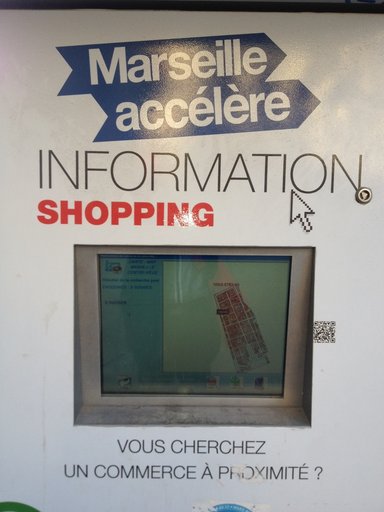 Marseille
accélère
INFORMATION
SHOPPING
VOUS CHERCHEZ
UN COMMERCE À PROXIMITÉ ?